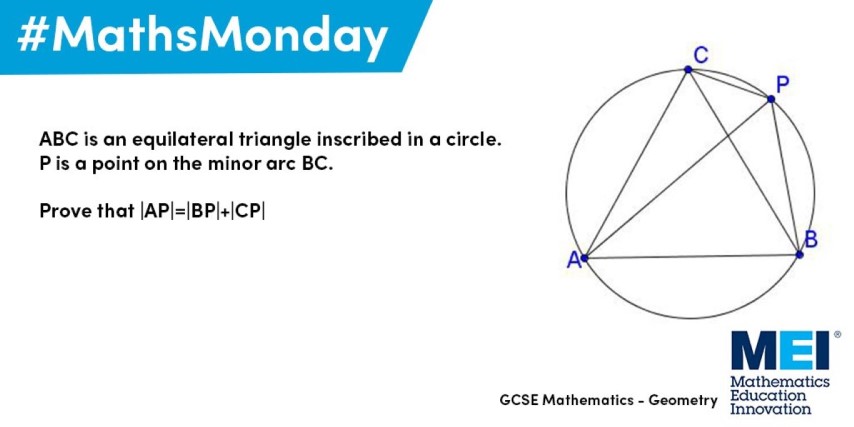 #MathsMonday
ABC is an equilateral triangle inscribed in a circle.
P is a point on the minor arc BC.
Prove that |AP|=|BP|+|CP|
C
P
A
B
MEI®
Mathematics
Education
Innovation
GCSE Mathematics - Geometry